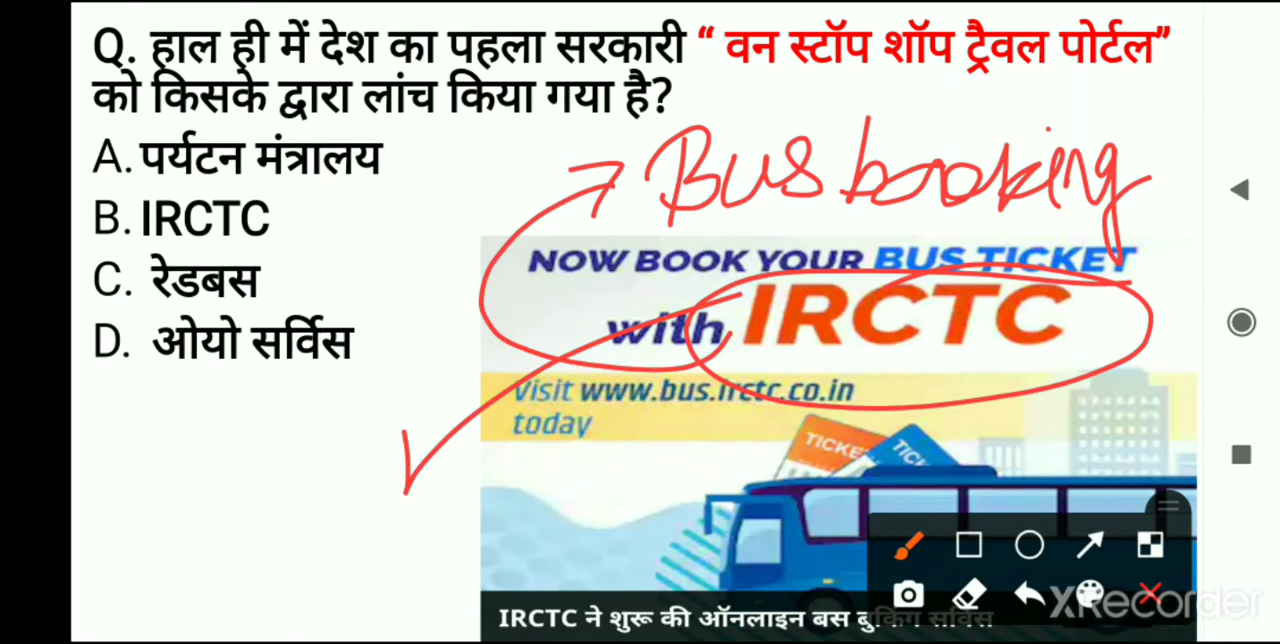 Q. हाल ही में देश का पहला सरकारी “ वन स्टॉप शॉप ट्रैवल पोर्टल”
को किसके द्वारा लांच किया गया है?
A. पर्यटन मंत्रालय
B. IRCTC
C. रेडबस
D. ओयो सर्विस
Bus booking
NOW BOOK YOUR BUS TICKET
with IRCTC
Visit www.bus.irctc.co.in
today
TICKET
TICK
IRCTC ने शुरू की ऑनलाइन बस बुकिंग सर्विस
XRecorder